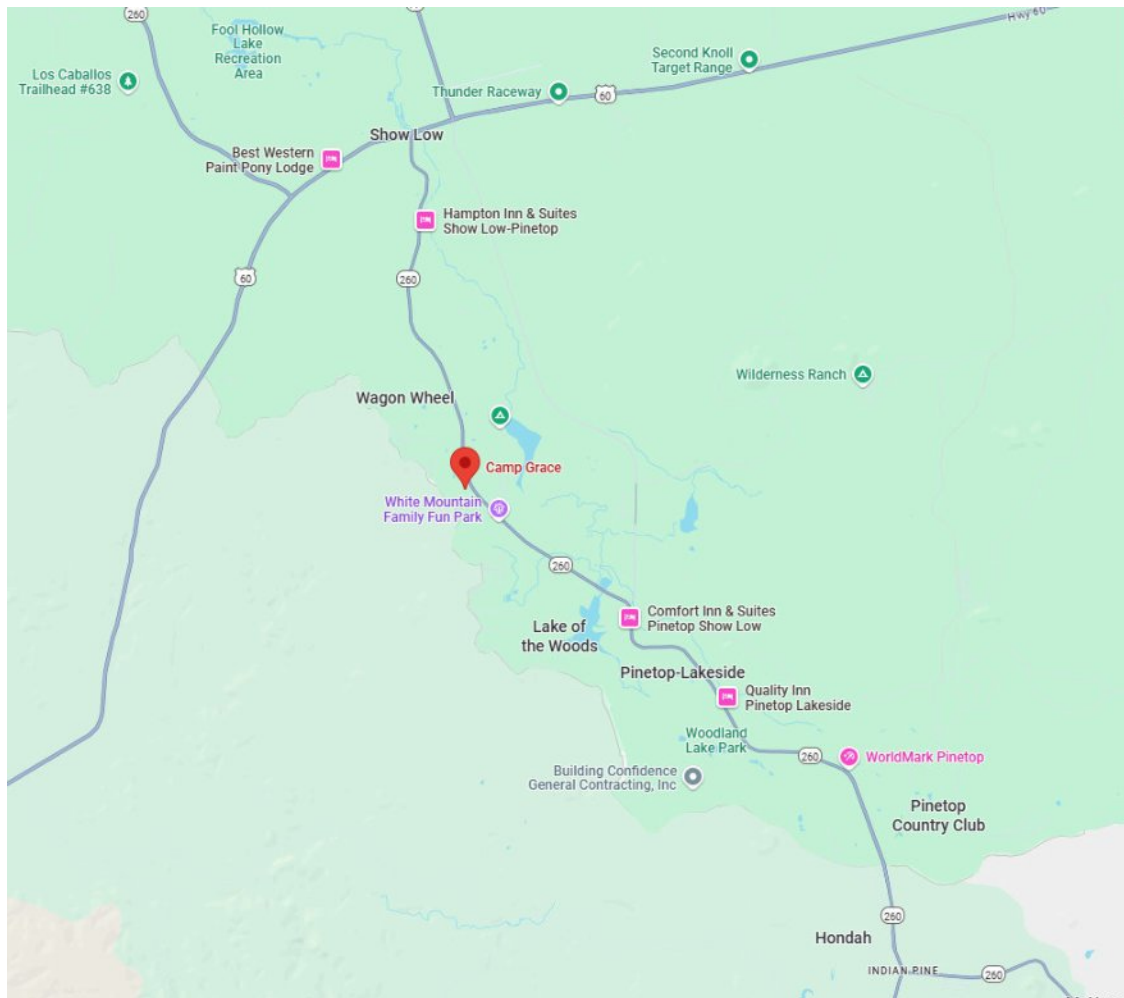 260
Fool Hollow
Lake
Recreation
Area
Hwy 60
Second Knoll
Target Range
Los Caballos
Trailhead #638
Thunder Raceway
60
Show Low
Best Western
Paint Pony Lodge
Hampton Inn & Suites
Show Low-Pinetop
60
260
Wilderness Ranch
Wagon Wheel
Camp Grace
White Mountain
Family Fun Park
260
Comfort Inn & Suites
Pinetop Show Low
Lake of
the Woods
Pinetop-Lakeside
Quality Inn
Pinetop Lakeside
Woodland
Lake Park
260
WorldMark Pinetop
Building Confidence
General Contracting, Inc
Pinetop
Country Club
260
Hondah
INDIAN PINE
260